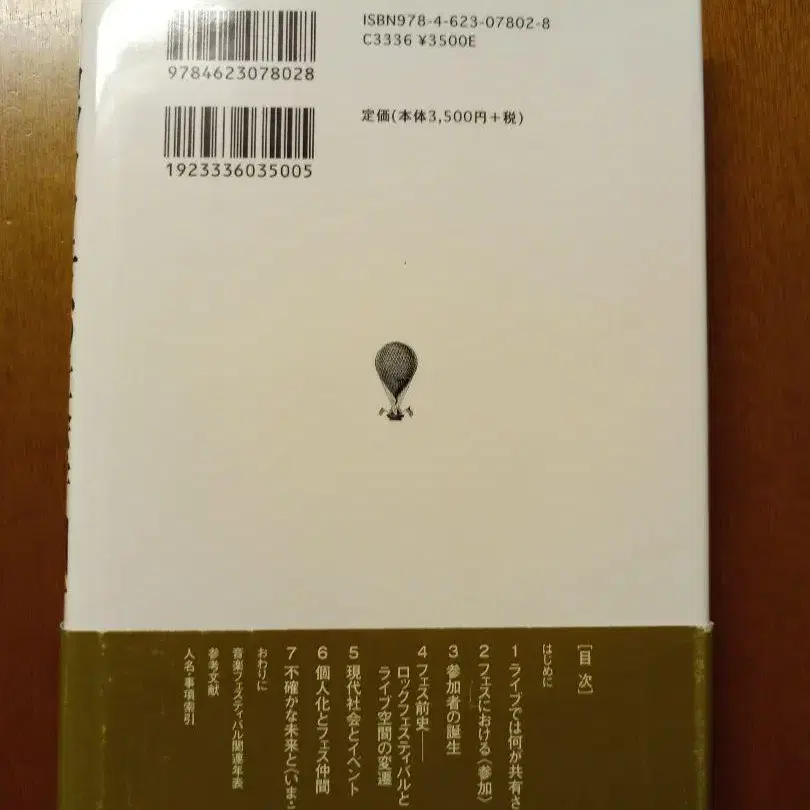 ISBN978-4-623-07802-8
C3336 ¥3500E
9784623078028
定価(本体3,500円+税)
1923336035005
[目次]
はじめに
1 ライブでは何が共有さ
2 フェスにおける〈参加〉
3 参加者の誕生
4 フェス前史──
ロックフェスティバルと
ライブ空間の変遷
5 現代社会とイベント
6 個人化とフェス仲間
7 不確かな未来と〈いま・
おわりに
音楽フェスティバル関連年表
参考文献
人名・事項索引